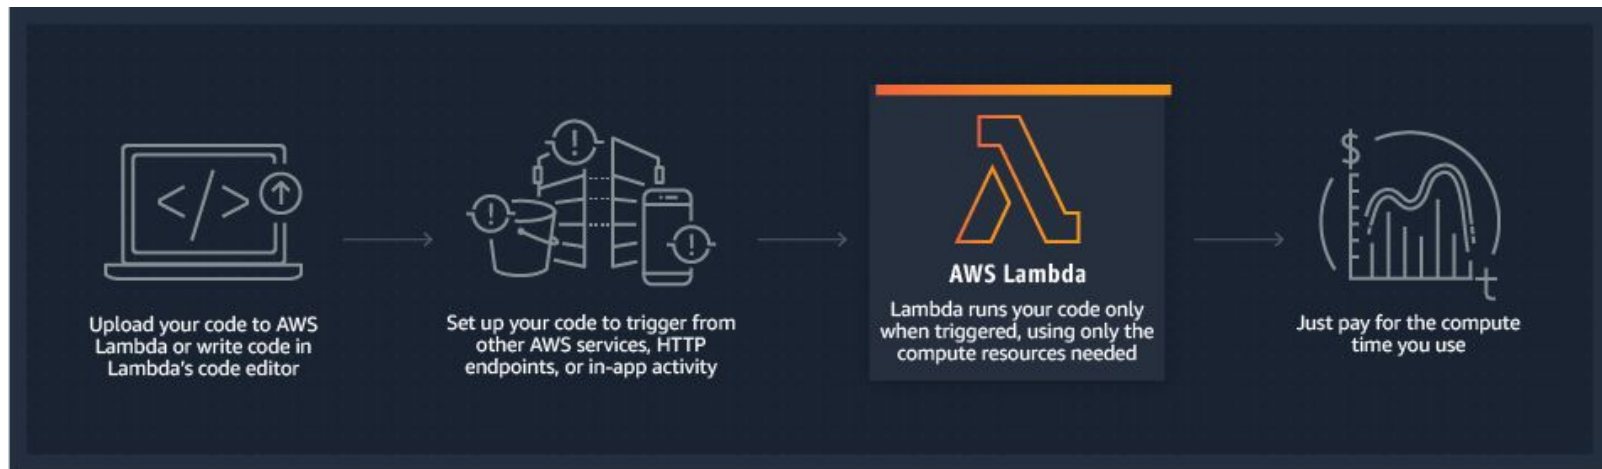 Upload your code to AWS
Lambda or write code in
Lambda's code editor
Set up your code to trigger from
other AWS services, HTTP
endpoints, or in-app activity
AWS Lambda
Lambda runs your code only
when triggered, using only the
compute resources needed
$
t
Just pay for the compute
time you use